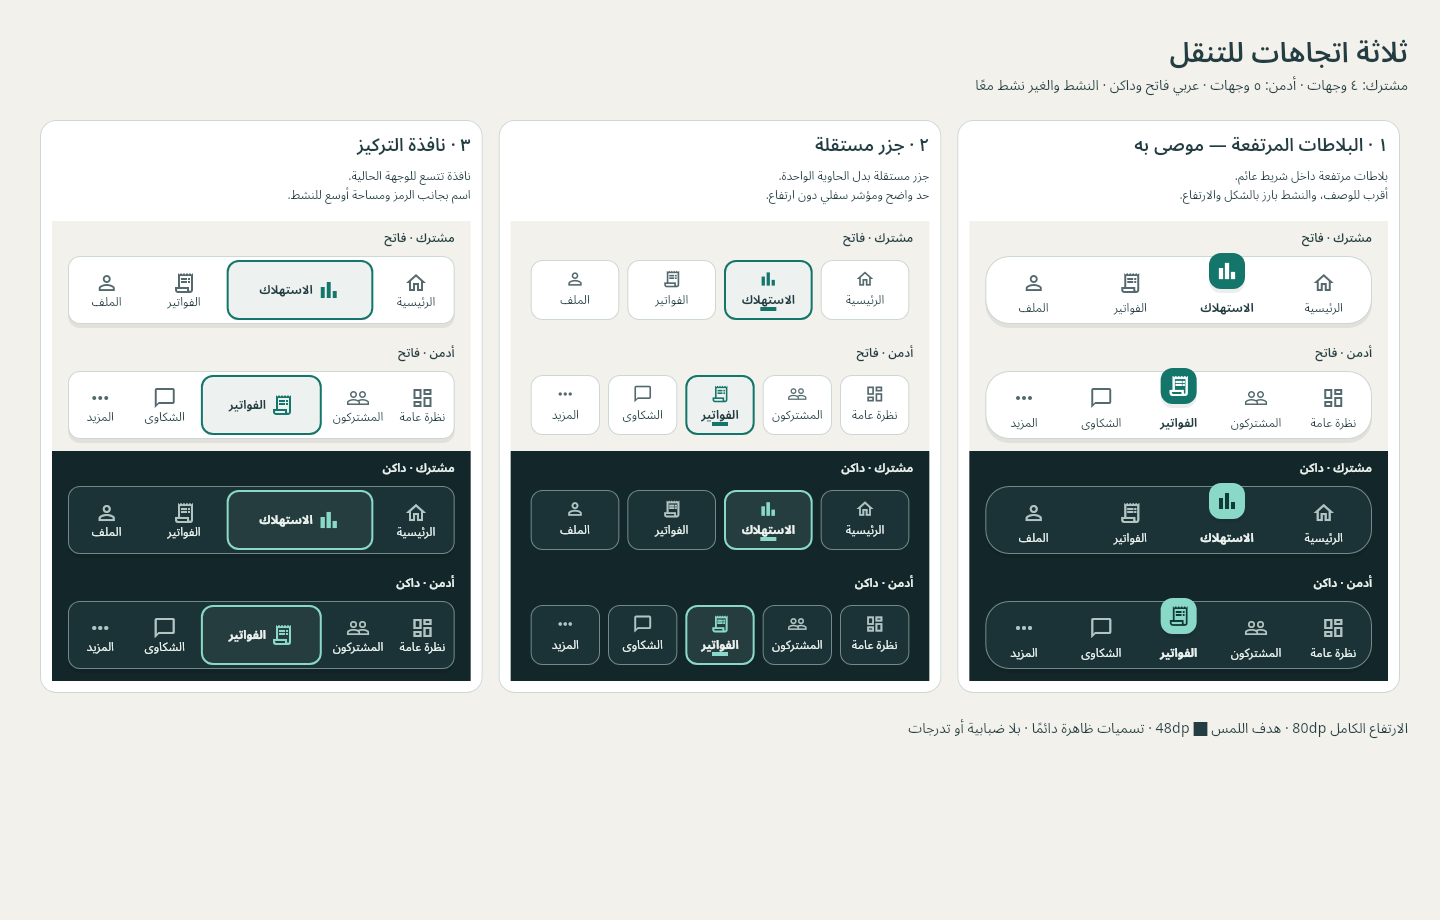 ثلاثة اتجاهات للتنقل
مشترك: ٤ وجهات · أدمن: ٥ وجهات · عربي فاتح وداكن · النشط والغير نشط معًا
١ · البلاطات المرتفعة — موصى به
بلاطات مرتفعة داخل شريط عائم.
أقرب للوصف، والنشط بارز بالشكل والارتفاع.
مشترك · فاتح
الرئيسية
الاستهلاك
الفواتير
الملف
أدمن · فاتح
نظرة عامة
المشتركون
الفواتير
الشكاوى
المزيد
مشترك · داكن
الرئيسية
الاستهلاك
الفواتير
الملف
أدمن · داكن
نظرة عامة
المشتركون
الفواتير
الشكاوى
المزيد
٢ · جزر مستقلة
جزر مستقلة بدل الحاوية الواحدة.
حد واضح ومؤشر سفلي دون ارتفاع.
مشترك · فاتح
الرئيسية
الاستهلاك
الفواتير
الملف
أدمن · فاتح
نظرة عامة
المشتركون
الفواتير
الشكاوى
المزيد
مشترك · داكن
الرئيسية
الاستهلاك
الفواتير
الملف
أدمن · داكن
نظرة عامة
المشتركون
الفواتير
الشكاوى
المزيد
٣ · نافذة التركيز
نافذة تتسع للوجهة الحالية.
اسم بجانب الرمز ومساحة أوسع للنشط.
مشترك · فاتح
الرئيسية
الاستهلاك
الفواتير
الملف
أدمن · فاتح
نظرة عامة
المشتركون
الفواتير
الشكاوى
المزيد
مشترك · داكن
الرئيسية
الاستهلاك
الفواتير
الملف
أدمن · داكن
نظرة عامة
المشتركون
الفواتير
الشكاوى
المزيد
الارتفاع الكامل 80dp · هدف اللمس 48dp · تسميات ظاهرة دائمًا · بلا ضبابية أو تدرجات